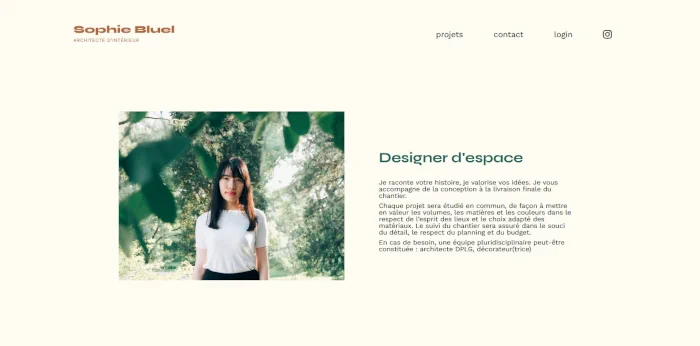 Sophie Bluel
ARCHITECTE D'INTÉRIEUR
projets
contact
login
Designer d'espace
Je raconte votre histoire, je valorise vos idées. Je vous
accompagne de la conception à la livraison finale du
chantier.
Chaque projet sera étudié en commun, de façon à mettre
en valeur les volumes, les matières et les couleurs dans le
respect de l'esprit des lieux et le choix adapté des
matériaux. Le suivi du chantier sera assuré dans le souci
du détail, le respect du planning et du budget.
En cas de besoin, une équipe pluridisciplinaire peut-être
constituée : architecte DPLG, décorateur(trice)